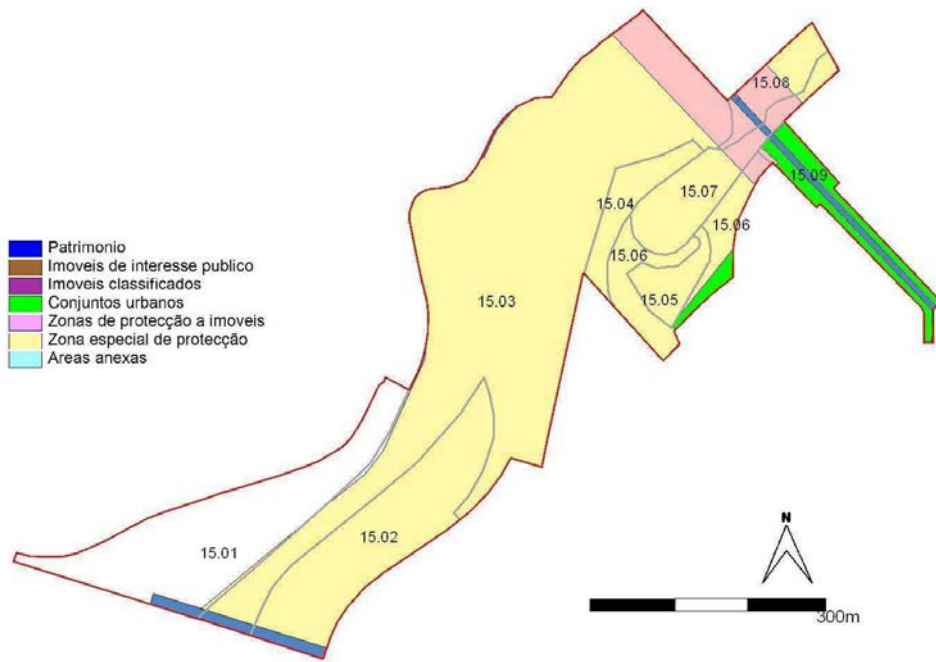 15.08
15.09
15.07
15.04
15.06
15.06
15.05
15.03
Patrimonio
Imoveis de interesse publico
Imoveis classificados
Conjuntos urbanos
Zonas de protecção a imoveis
Zona especial de protecção
Areas anexas
15.02
15.01
N
300m